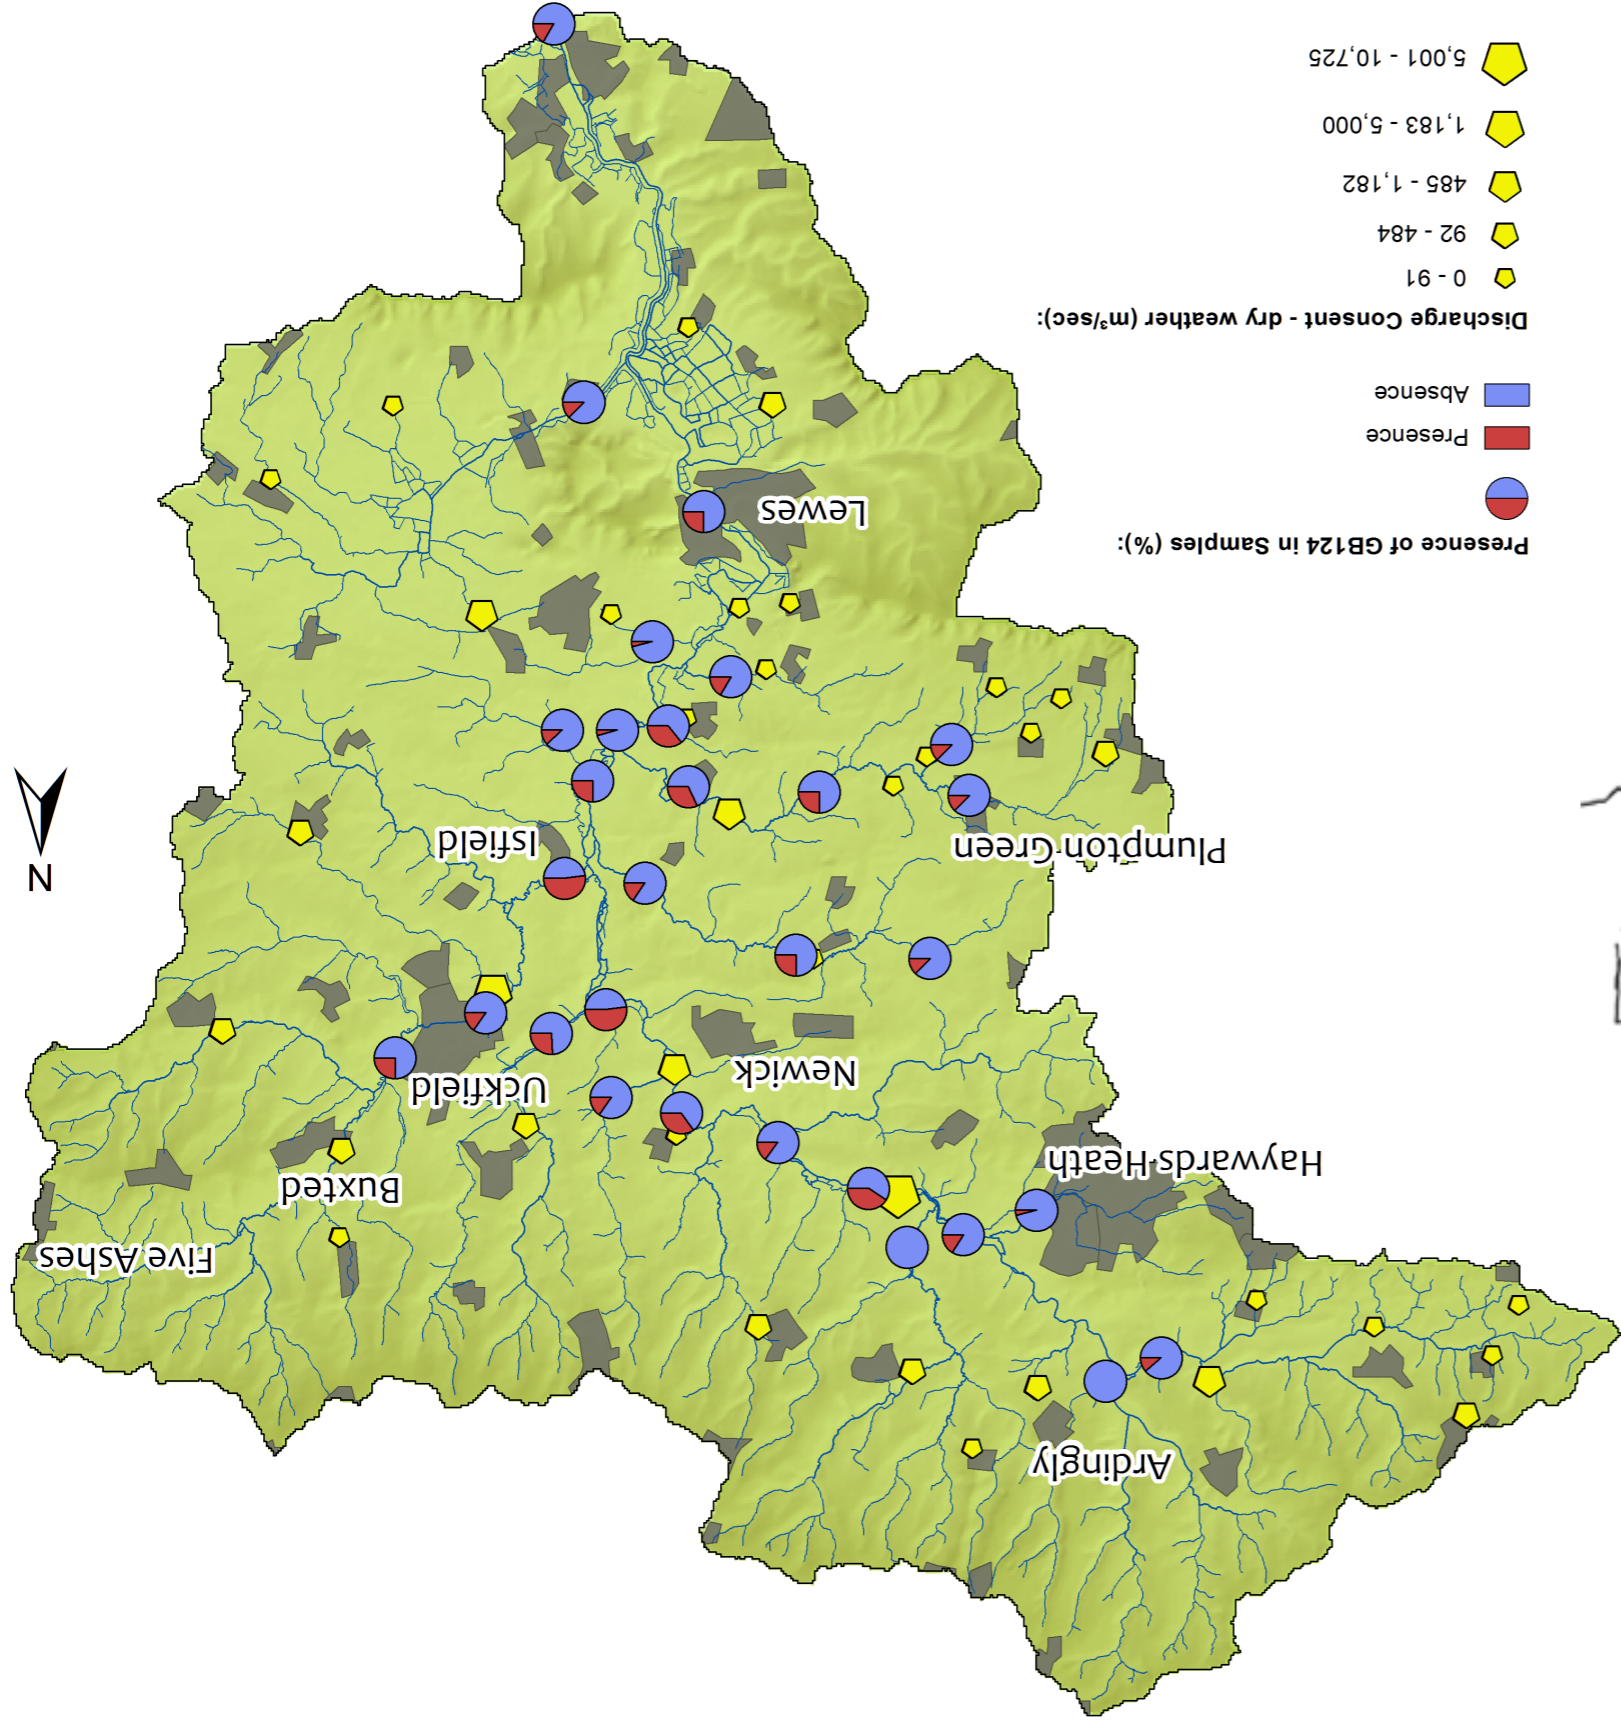 Ardingly
Five Ashes
Buxted
Haywards Heath
Uckfield
Newick
N
Plumpton Green
Isfield
Lewes
Presence of GB124 in Samples (%):
Presence
Absence
Discharge Consent - dry weather (m³/sec):
0 - 91
92 - 484
485 - 1,182
1,183 - 5,000
5,001 - 10,725